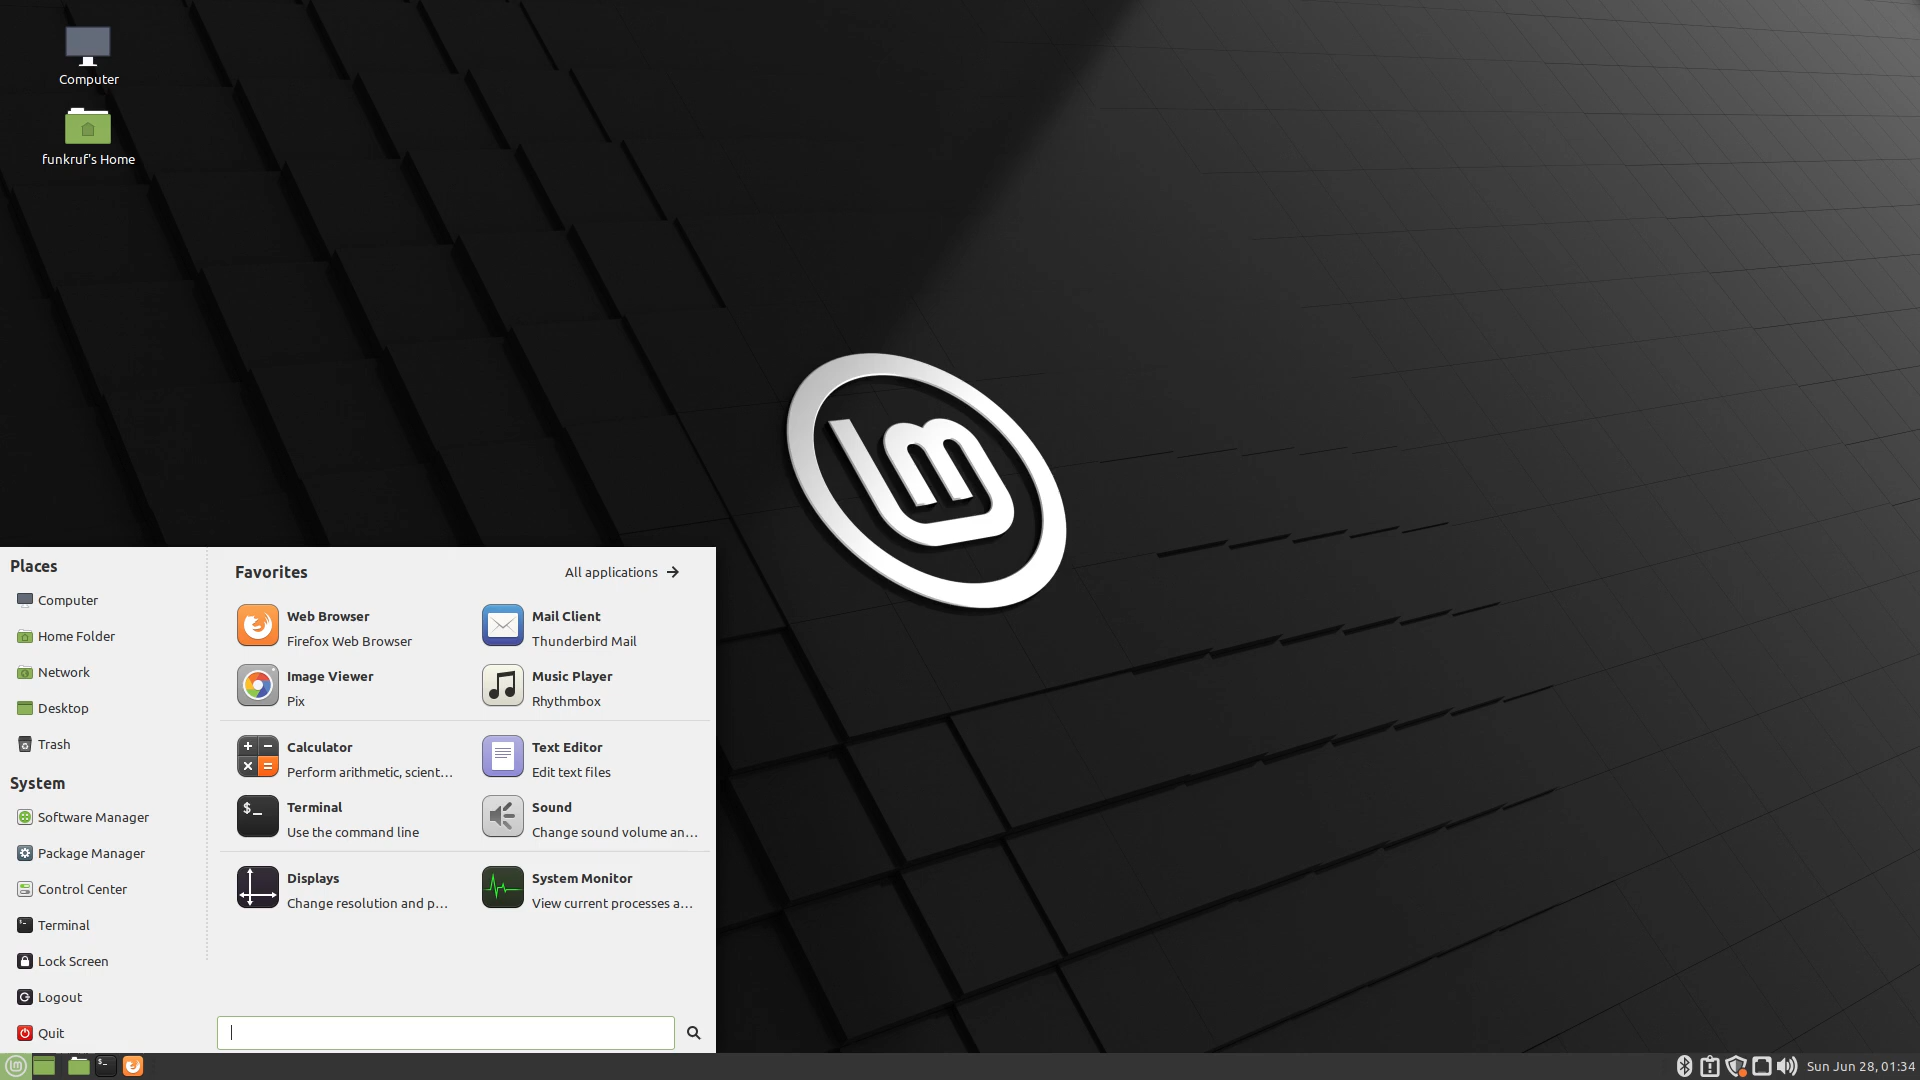 Computer
funkruf's Home
Places
Computer
Home Folder
Network
Desktop
Trash
System
Software Manager
Package Manager
Control Center
Terminal
Lock Screen
Logout
Quit
Favorites
All applications
Web Browser
Firefox Web Browser
Mail Client
Thunderbird Mail
Image Viewer
Pix
Music Player
Rhythmbox
Calculator
Perform arithmetic, scient...
Text Editor
Edit text files
Terminal
Use the command line
Sound
Change sound volume an...
Displays
Change resolution and p...
System Monitor
View current processes a...
Sun Jun 28, 01:34